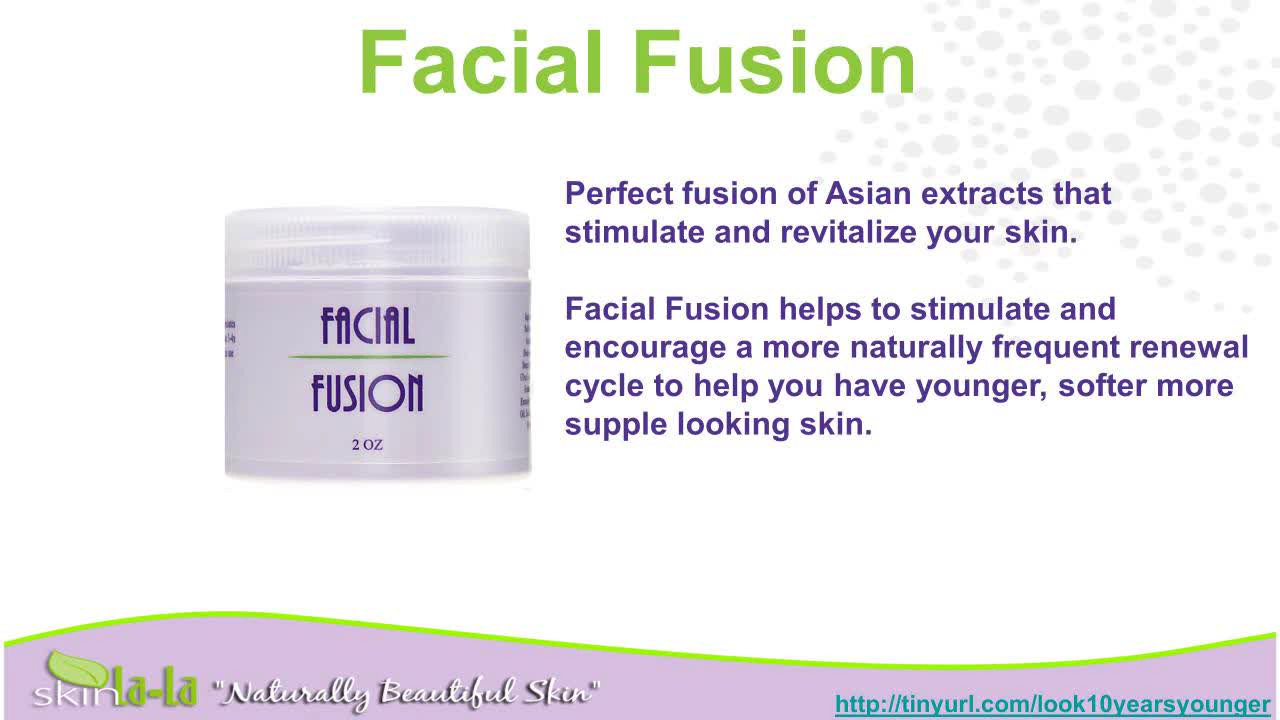 Facial Fusion
Perfect fusion of Asian extracts that
stimulate and revitalize your skin.
Facial Fusion helps to stimulate and
encourage a more naturally frequent renewal
cycle to help you have younger, softer more
supple looking skin.
FACIAL
FUSION
2 OZ
skin la-la "Naturally Beautiful Skin"
http://tinyurl.com/look10yearsyounger